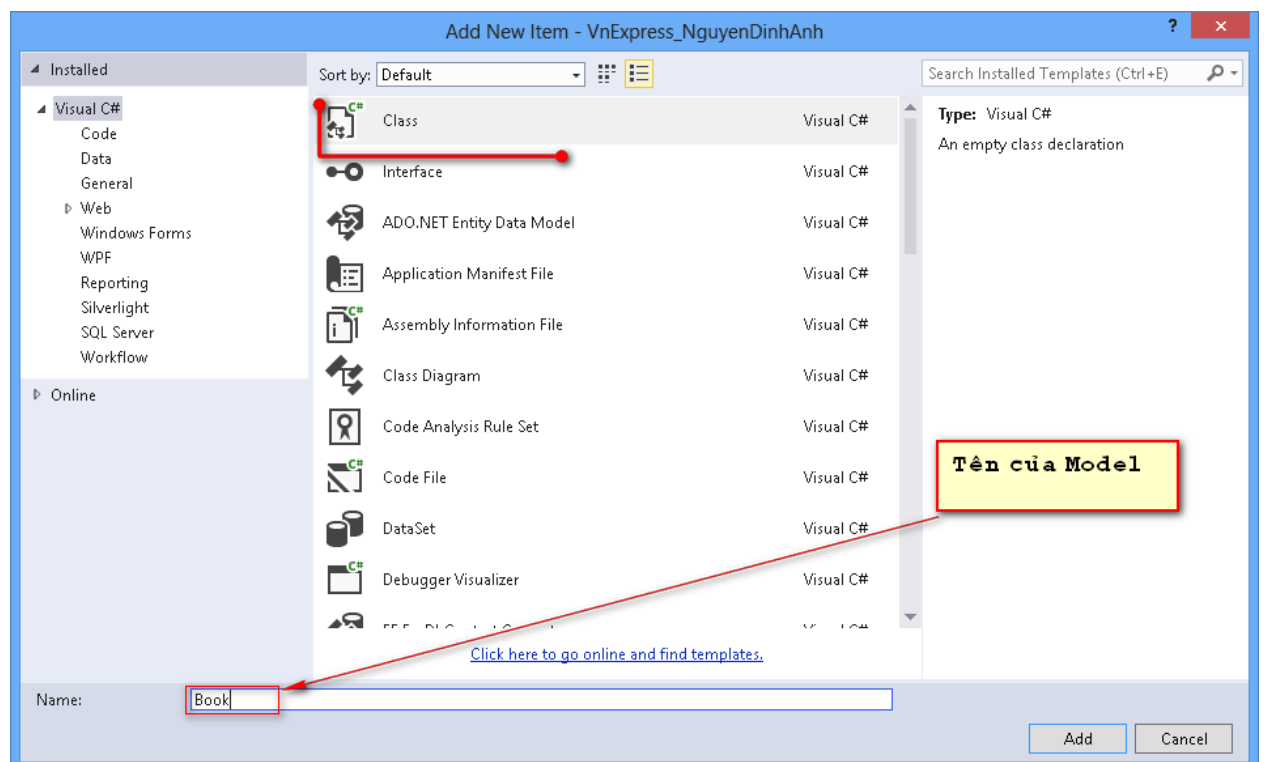 Add New Item - VnExpress_NguyenDinhAnh
?
Installed
Sort by: Default
Search Installed Templates (Ctrl+E)
Visual C#
Code
Data
General
Web
Windows Forms
WPF
Reporting
Silverlight
SQL Server
Workflow
Online
C# Class Visual C#
Interface Visual C#
ADO.NET Entity Data Model Visual C#
Application Manifest File Visual C#
C# Assembly Information File Visual C#
Class Diagram Visual C#
Code Analysis Rule Set Visual C#
C# Code File Visual C#
DataSet Visual C#
C# Debugger Visualizer Visual C#
Click here to go online and find templates.
Type: Visual C#
An empty class declaration
Tên của Model
Name: Book
Add Cancel